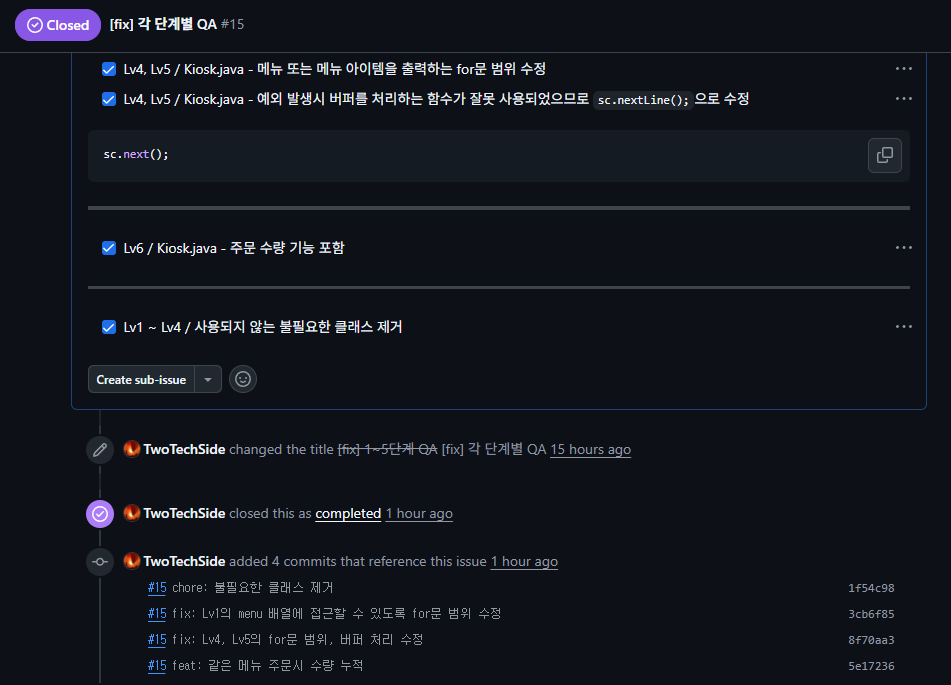 Closed [fix] 각 단계별 QA #15
Lv4, Lv5 / Kiosk.java - 메뉴 또는 메뉴 아이템을 출력하는 for문 범위 수정
Lv4, Lv5 / Kiosk.java - 예외 발생시 버퍼를 처리하는 함수가 잘못 사용되었으므로 sc.nextLine(); 으로 수정
sc.next();
Lv6 / Kiosk.java - 주문 수량 기능 포함
Lv1 ~ Lv4 / 사용되지 않는 불필요한 클래스 제거
Create sub-issue
TwoTechSide changed the title [fix] 1~5단계 QA [fix] 각 단계별 QA 15 hours ago
TwoTechSide closed this as completed 1 hour ago
TwoTechSide added 4 commits that reference this issue 1 hour ago
#15 chore: 불필요한 클래스 제거 1f54c98
#15 fix: Lv1의 menu 배열에 접근할 수 있도록 for문 범위 수정 3cb6f85
#15 fix: Lv4, Lv5의 for문 범위, 버퍼 처리 수정 8f70aa3
#15 feat: 같은 메뉴 주문시 수량 누적 5e17236